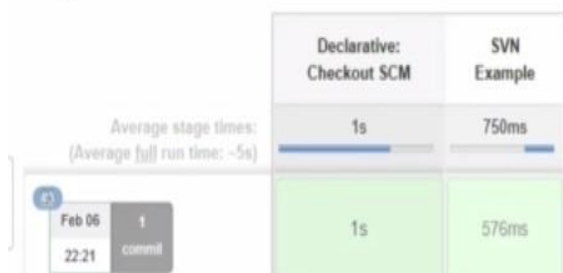 Declarative:
Checkout SCM
SVN
Example
Average stage times:
(Average full run time: ~5s)
1s
750ms
Feb 06
22:21
1
commit
1s
576ms